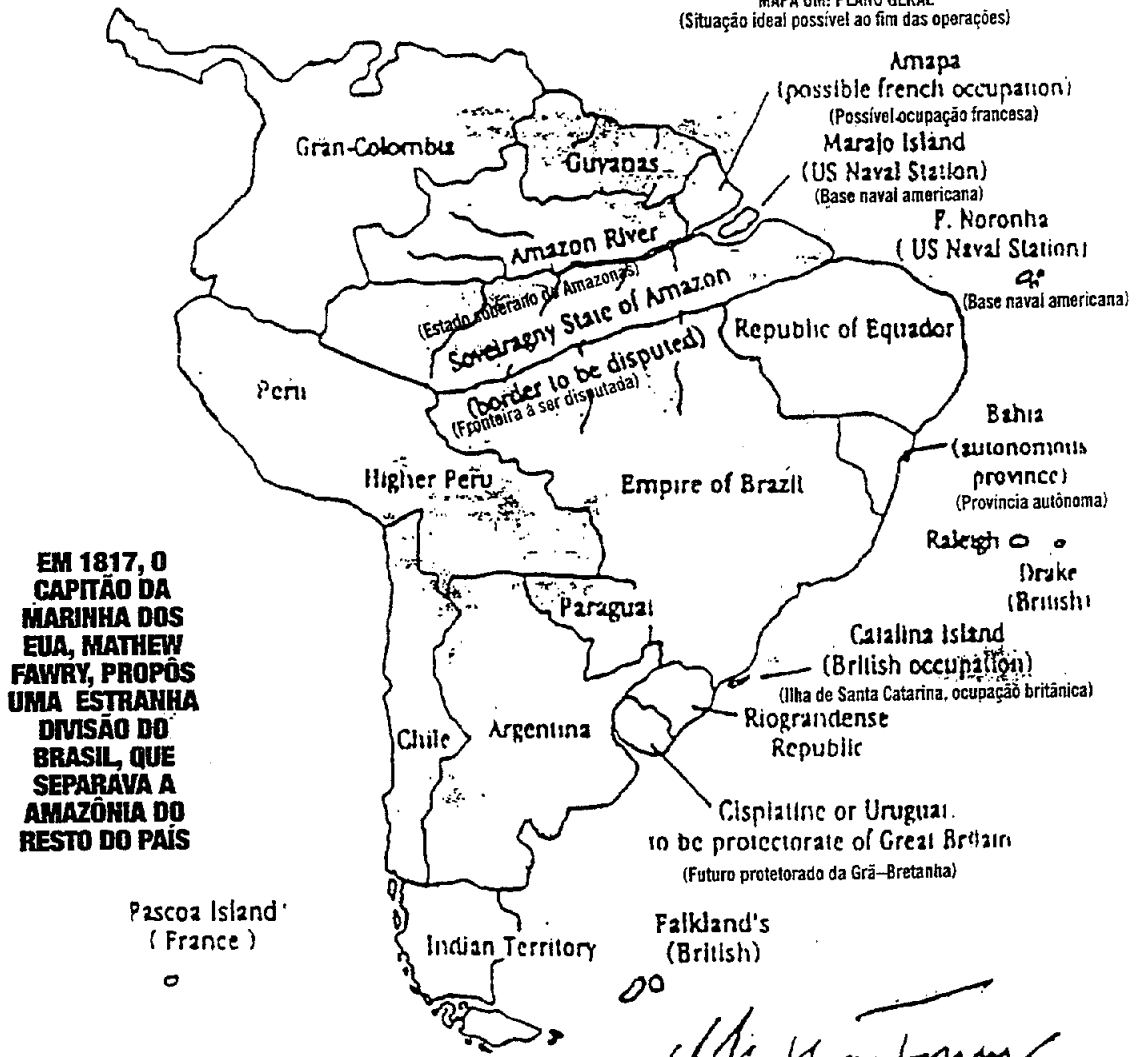 MAPA UM: PLANO GERAL
(Situação ideal possível ao fim das operações)
Amapa
(possible french occupation)
(Possível ocupação francesa)
Marajo Island
(US Naval Station)
(Base naval americana)
F. Noronha
(US Naval Station)
(Base naval americana)
Gran-Colombia
Guyanas
Amazon River
(Estado soberano do Amazonas)
Soveiragny State of Amazon
(border to be disputed)
(Fronteira à ser disputada)
Republic of Equador
Peru
Higher Peru
Empire of Brazil
Bahia
(autonomous
province)
(Província autônoma)
Raleigh
Drake
(British)
Paraguai
Catalina Island
(British occupation)
(Ilha de Santa Catarina, ocupação britânica)
Riograndense
Republic
Chile
Argentina
Cisplatine or Uruguai.
to be protectorate of Great Britain
(Futuro protetorado da Grã-Bretanha)
EM 1817, O
CAPITÃO DA
MARINHA DOS
EUA, MATHEW
FAWRY, PROPÔS
UMA ESTRANHA
DIVISÃO DO
BRASIL, QUE
SEPARAVA A
AMAZÔNIA DO
RESTO DO PAÍS
Pascoa Island
(France)
Indian Territory
Falkland's
(British)